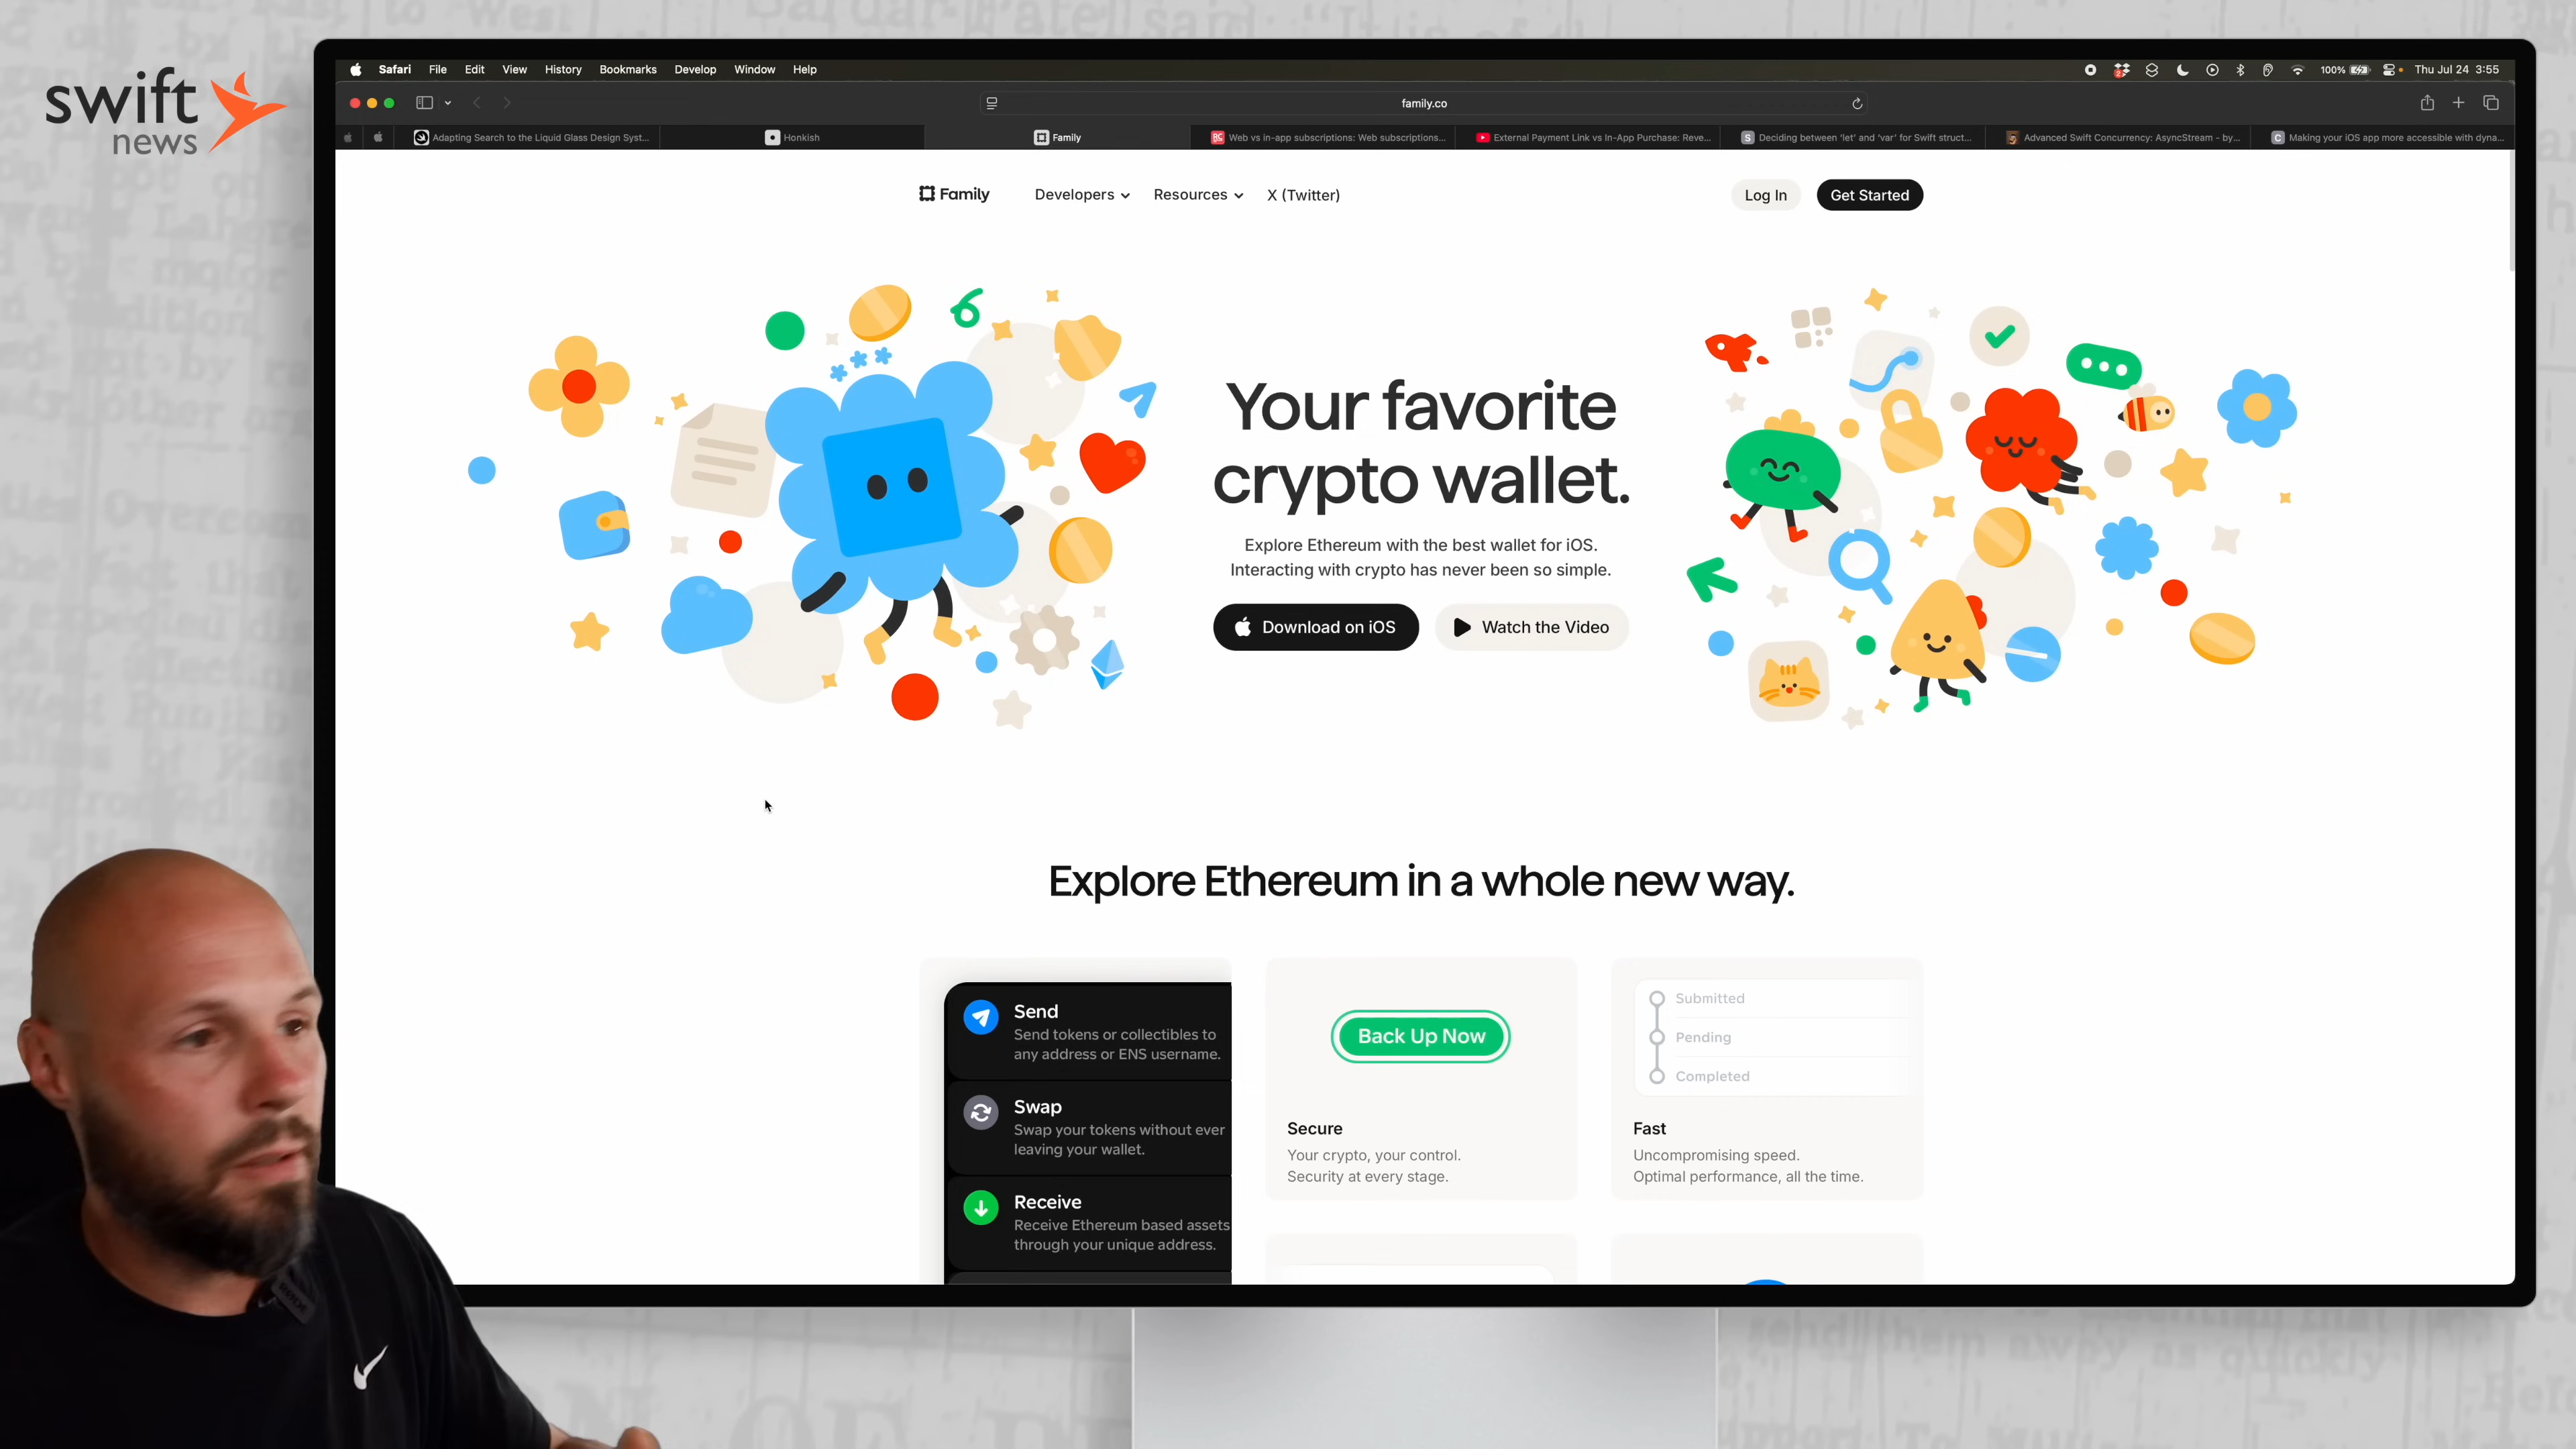 swift
news
Safari File Edit View History Bookmarks Develop Window Help
100% Thu Jul 24 3:55
family.co
Adapting Search to the Liquid Glass Design Syst...
Honkish
Family
Web vs in-app subscriptions: Web subscriptions...
External Payment Link vs In-App Purchase: Reve...
Deciding between 'let' and 'var' for Swift struct...
Advanced Swift Concurrency: AsyncStream - by...
Making your iOS app more accessible with dyna...
Family Developers Resources X (Twitter) Log In Get Started
Your favorite
crypto wallet.
Explore Ethereum with the best wallet for iOS.
Interacting with crypto has never been so simple.
Download on iOS Watch the Video
Explore Ethereum in a whole new way.
Send
Send tokens or collectibles to
any address or ENS username.
Swap
Swap your tokens without ever
leaving your wallet.
Receive
Receive Ethereum based assets
through your unique address.
Back Up Now
Secure
Your crypto, your control.
Security at every stage.
Submitted
Pending
Completed
Fast
Uncompromising speed.
Optimal performance, all the time.